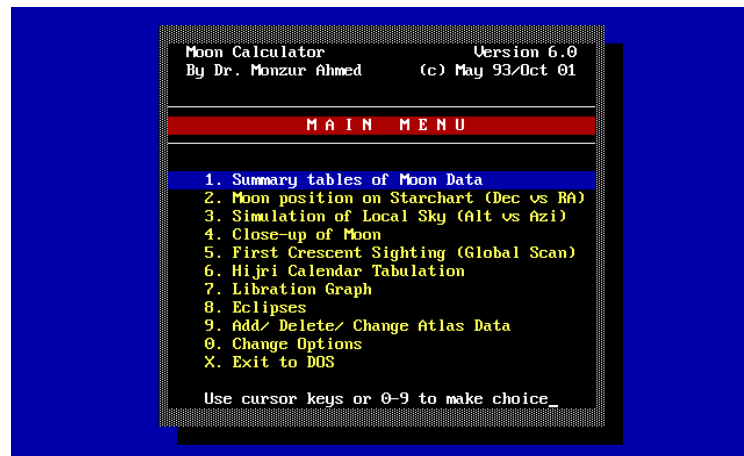 Moon Calculator Version 6.0
By Dr. Monzur Ahmed (c) May 93/Oct 01
MAIN MENU
1. Summary tables of Moon Data
2. Moon position on Starchart (Dec vs RA)
3. Simulation of Local Sky (Alt vs Azi)
4. Close-up of Moon
5. First Crescent Sighting (Global Scan)
6. Hijri Calendar Tabulation
7. Libration Graph
8. Eclipses
9. Add/ Delete/ Change Atlas Data
0. Change Options
X. Exit to DOS
Use cursor keys or 0-9 to make choice_